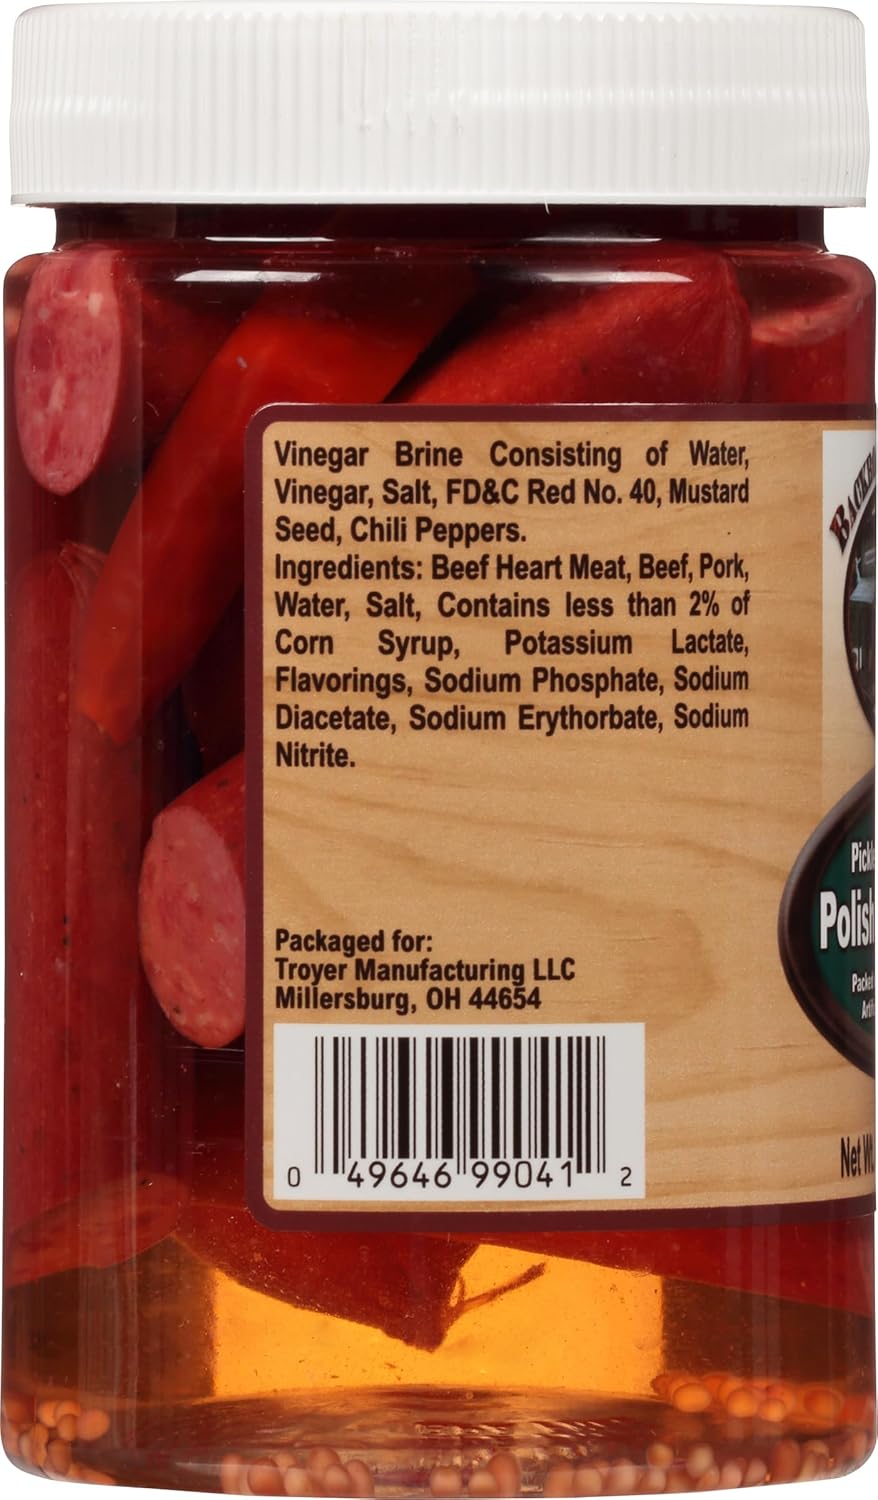 Vinegar Brine Consisting of Water,
Vinegar, Salt, FD&C Red No. 40, Mustard
Seed, Chili Peppers.
Ingredients: Beef Heart Meat, Beef, Pork,
Water, Salt, Contains less than 2% of
Corn Syrup, Potassium Lactate,
Flavorings, Sodium Phosphate, Sodium
Diacetate, Sodium Erythorbate, Sodium
Nitrite.
Packaged for:
Troyer Manufacturing LLC
Millersburg, OH 44654
0 49646 99041 2
Polish
Net Wt.